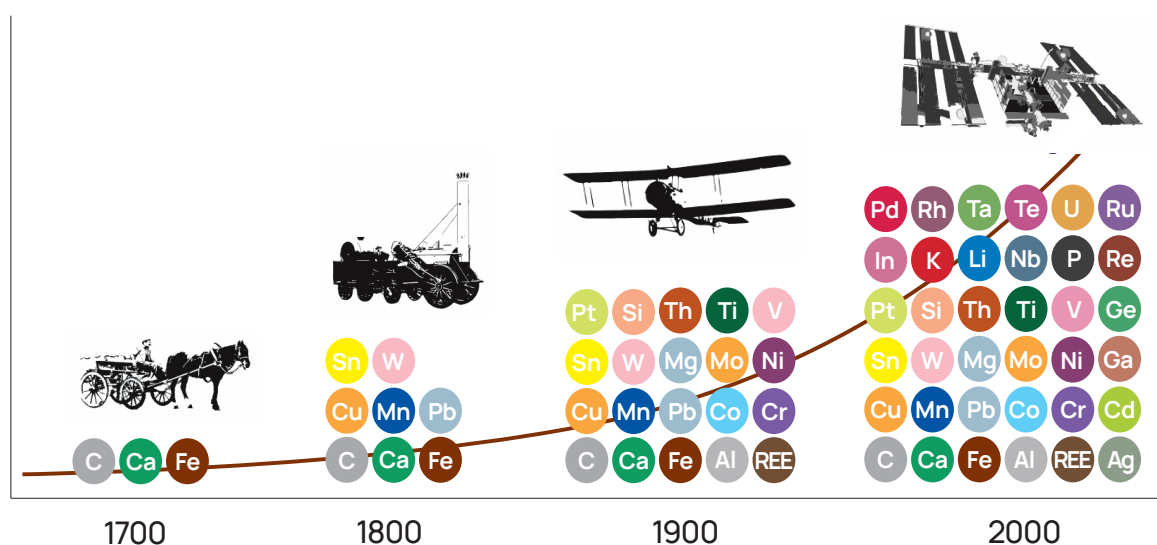 Pd Rh Ta Te U Ru
In K Li Nb P Re
Pt Si Th Ti V
Pt Si Th Ti V Ge
Sn W
Sn W Mg Mo Ni
Sn W Mg Mo Ni Ga
Cu Mn Pb
Cu Mn Pb Co Cr
Cu Mn Pb Co Cr Cd
C Ca Fe
C Ca Fe
C Ca Fe Al REE
C Ca Fe Al REE Ag
1700 1800 1900 2000